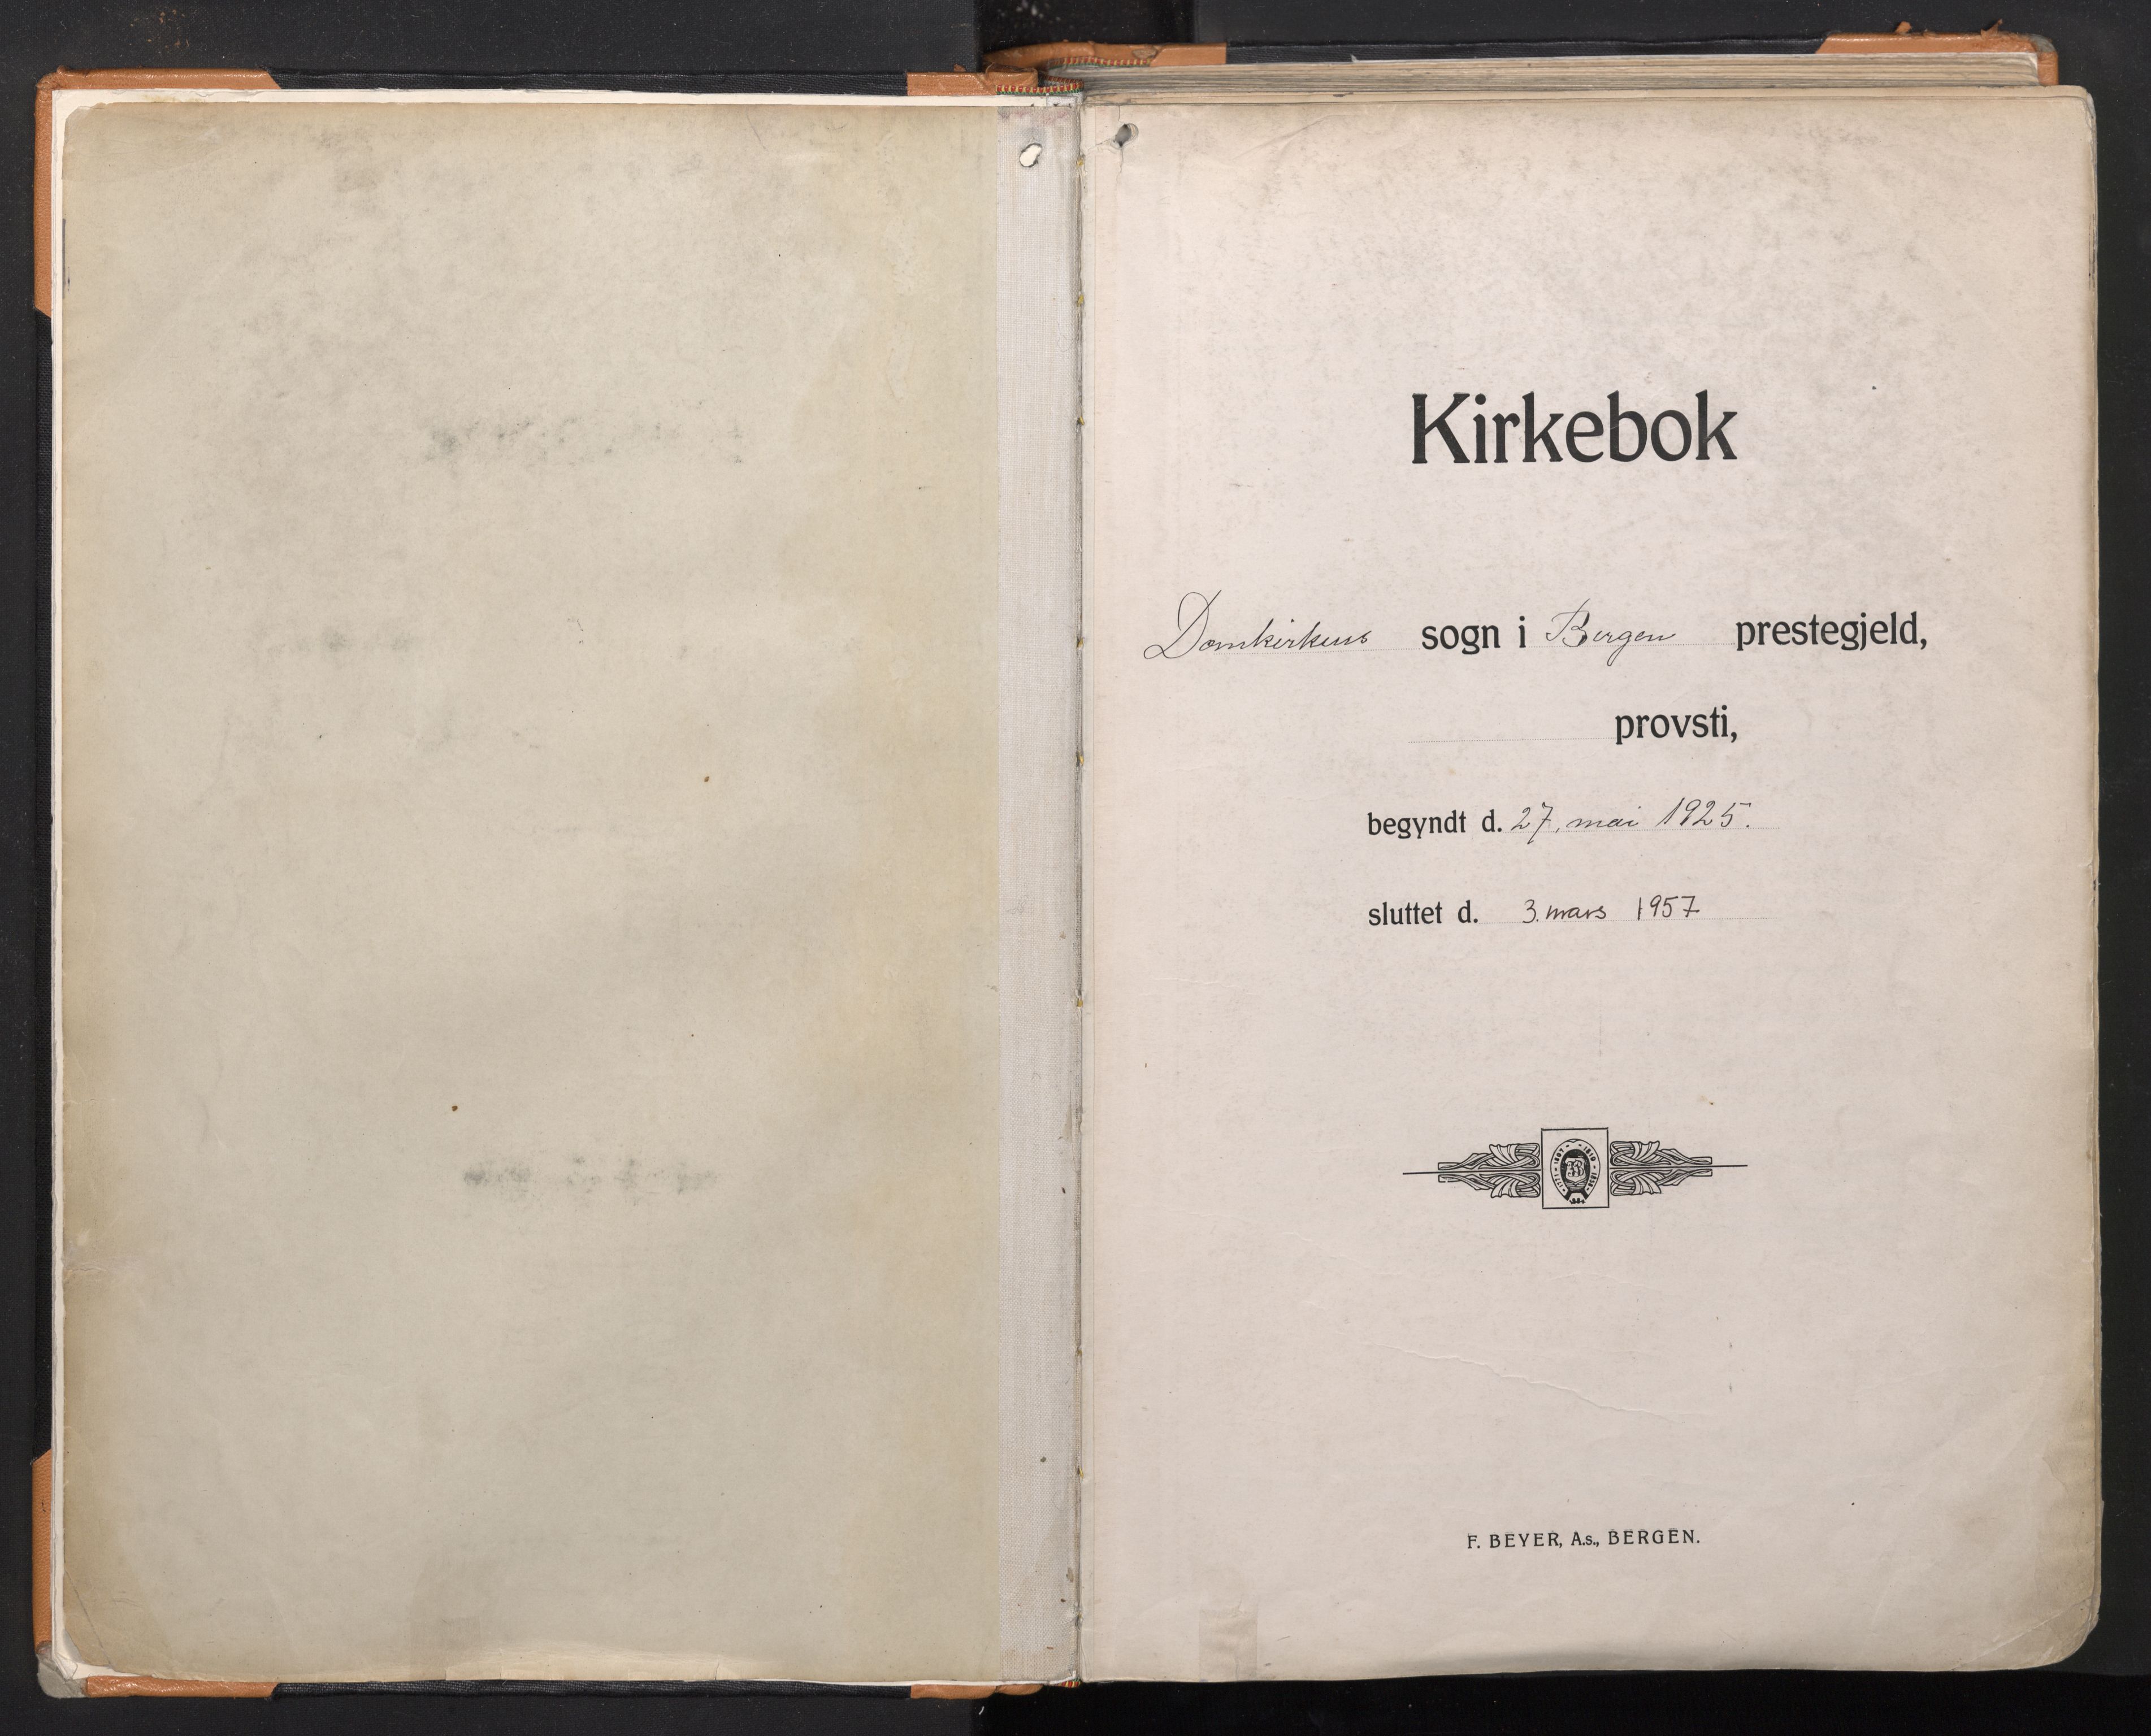 Kirkebok
Domkirkens sogn i Bergen prestegjeld,
provsti,
begyndt d. 27. mai 1925.
sluttet d. 3. mars 1957
F. BEYER, A.s., BERGEN.